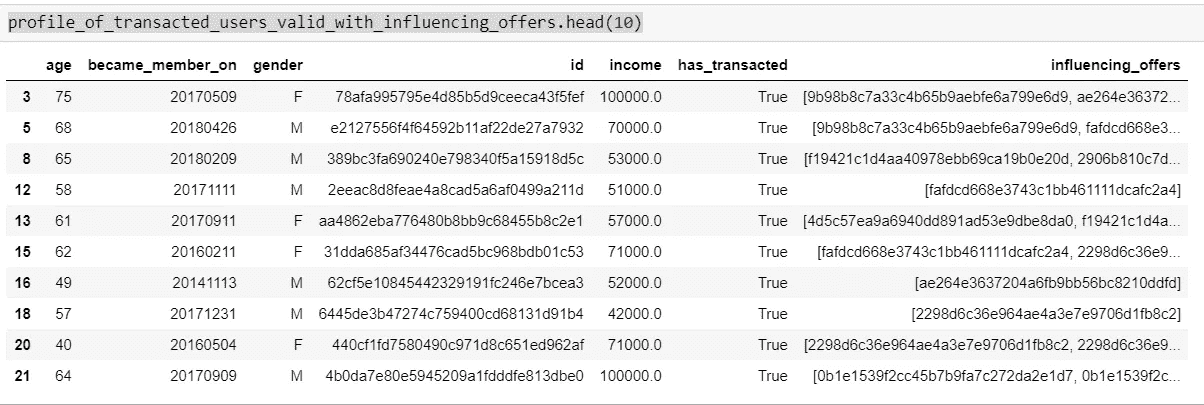 profile_of_transacted_users_valid_with_influencing_offers.head(10)
age became_member_on gender id income has_transacted influencing_offers
3 75 20170509 F 78afa995795e4d85b5d9ceeca43f5fef 100000.0 True [9b98b8c7a33c4b65b9aebfe6a799e6d9, ae264e36372...
5 68 20180426 M e2127556f4f64592b11af22de27a7932 70000.0 True [9b98b8c7a33c4b65b9aebfe6a799e6d9, fafdcd668e3...
8 65 20180209 M 389bc3fa690240e798340f5a15918d5c 53000.0 True [f19421c1d4aa40978ebb69ca19b0e20d, 2906b810c7d...
12 58 20171111 M 2eeac8d8feae4a8cad5a6af0499a211d 51000.0 True [fafdcd668e3743c1bb461111dcafc2a4]
13 61 20170911 F aa4862eba776480b8bb9c68455b8c2e1 57000.0 True [4d5c57ea9a6940dd891ad53e9dbe8da0, f19421c1d4a...
15 62 20160211 F 31dda685af34476cad5bc968bdb01c53 71000.0 True [fafdcd668e3743c1bb461111dcafc2a4, 2298d6c36e9...
16 49 20141113 M 62cf5e10845442329191fc246e7bcea3 52000.0 True [ae264e3637204a6fb9bb56bc8210ddfd]
18 57 20171231 M 6445de3b47274c759400cd68131d91b4 42000.0 True [2298d6c36e964ae4a3e7e9706d1fb8c2]
20 40 20160504 F 440cf1fd7580490c971d8c651ed962af 71000.0 True [2298d6c36e964ae4a3e7e9706d1fb8c2, 2298d6c36e9...
21 64 20170909 M 4b0da7e80e5945209a1fdddfe813dbe0 100000.0 True [0b1e1539f2cc45b7b9fa7c272da2e1d7, 0b1e1539f2c...